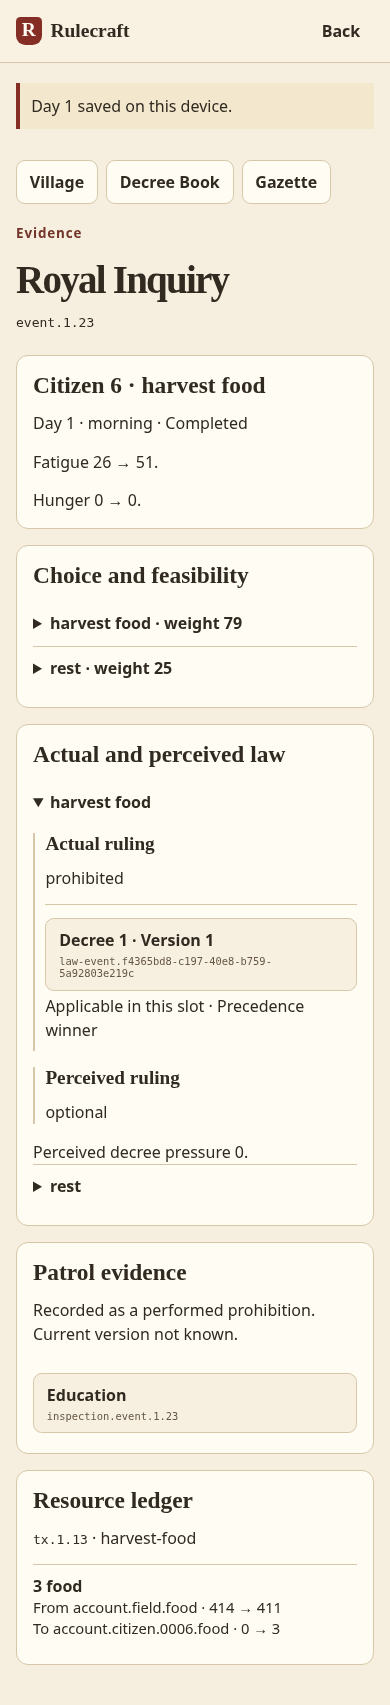 R Rulecraft
Back
Day 1 saved on this device.
Village
Decree Book
Gazette
Evidence
Royal Inquiry
event.1.23
Citizen 6 · harvest food
Day 1 · morning · Completed
Fatigue 26 → 51.
Hunger 0 → 0.
Choice and feasibility
harvest food · weight 79
rest · weight 25
Actual and perceived law
harvest food
Actual ruling
prohibited
Decree 1 · Version 1
law-event.f4365bd8-c197-40e8-b759-
5a92803e219c
Applicable in this slot · Precedence
winner
Perceived ruling
optional
Perceived decree pressure 0.
rest
Patrol evidence
Recorded as a performed prohibition.
Current version not known.
Education
inspection.event.1.23
Resource ledger
tx.1.13 · harvest-food
3 food
From account.field.food · 414 → 411
To account.citizen.0006.food · 0 → 3